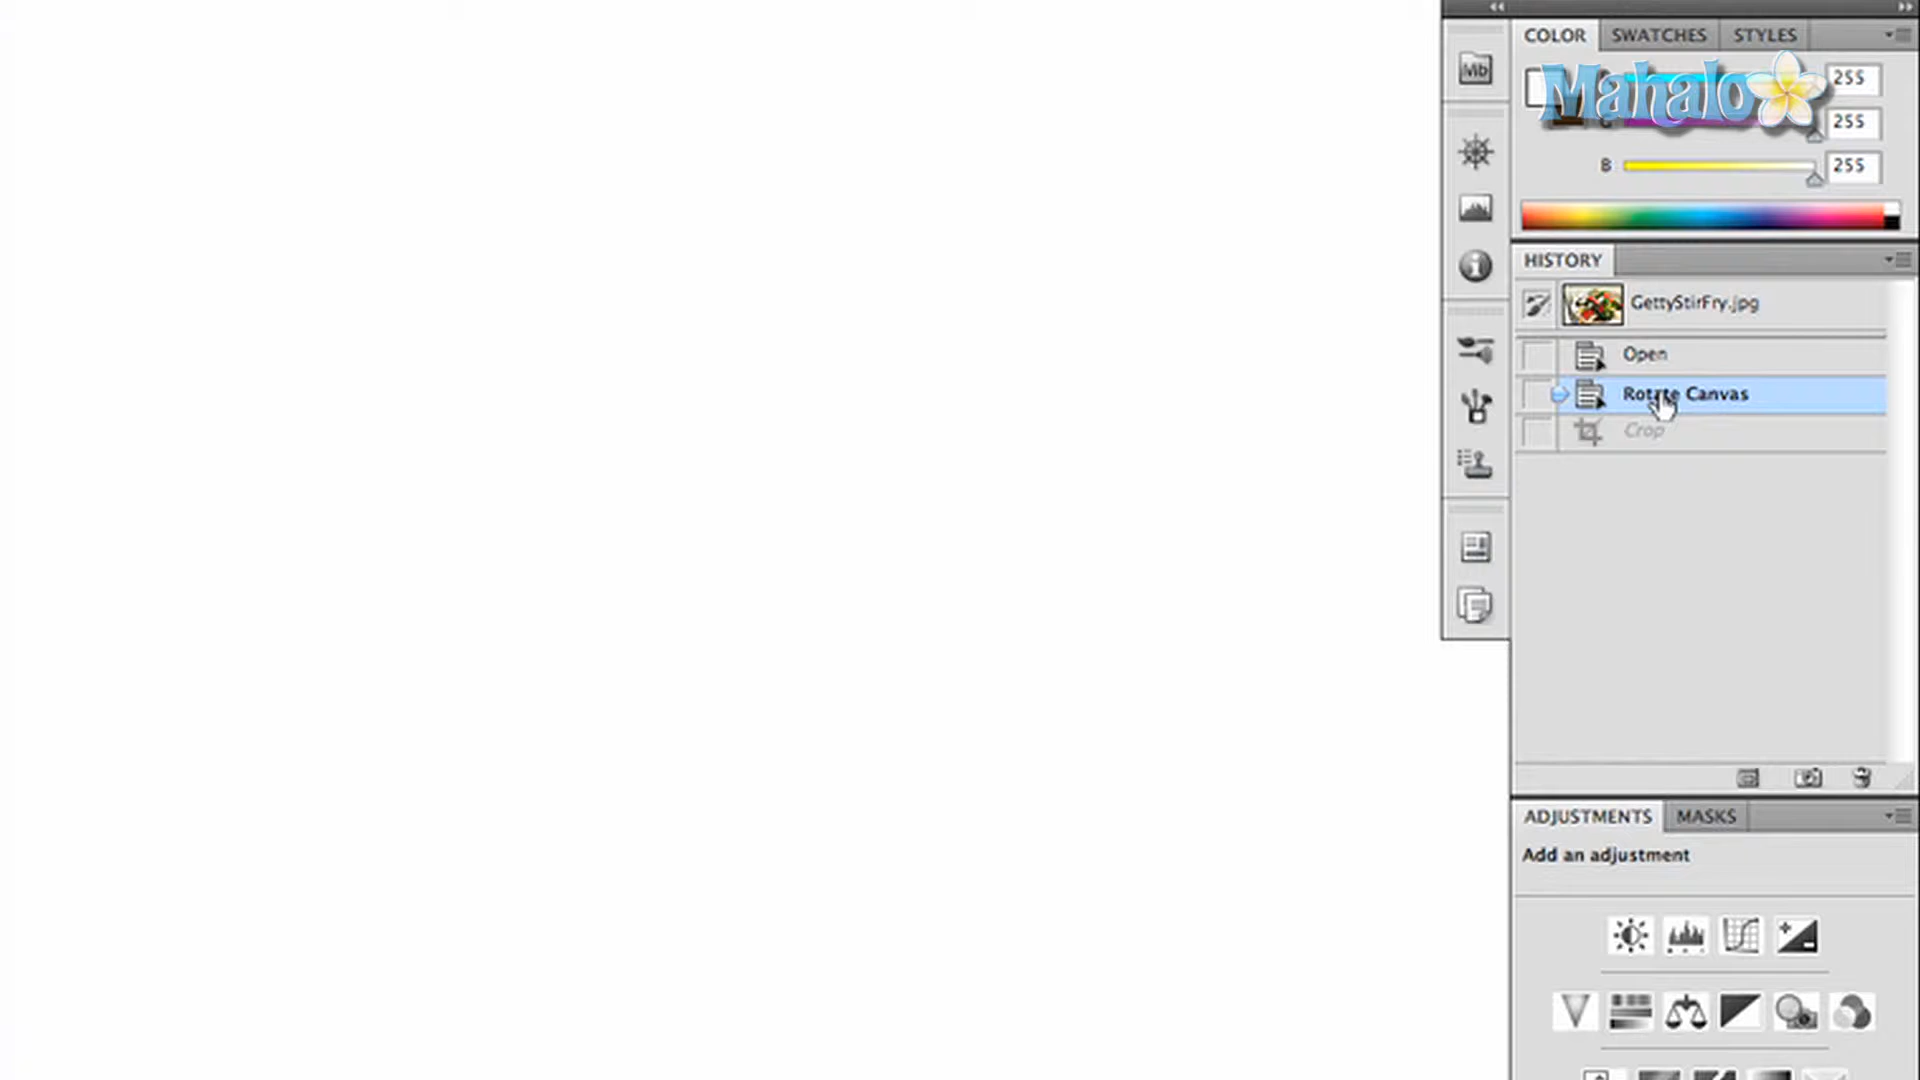 COLOR SWATCHES STYLES
Mb
Mahalo
255
255
B 255
HISTORY
GettyStirFry.jpg
Open
Rotate Canvas
Crop
ADJUSTMENTS MASKS
Add an adjustment